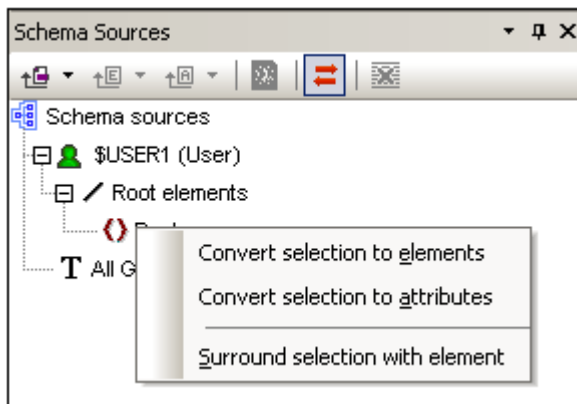 Schema Sources
E A
Schema sources
$USER1 (User)
Root elements
T All G
Convert selection to elements
Convert selection to attributes
Surround selection with element